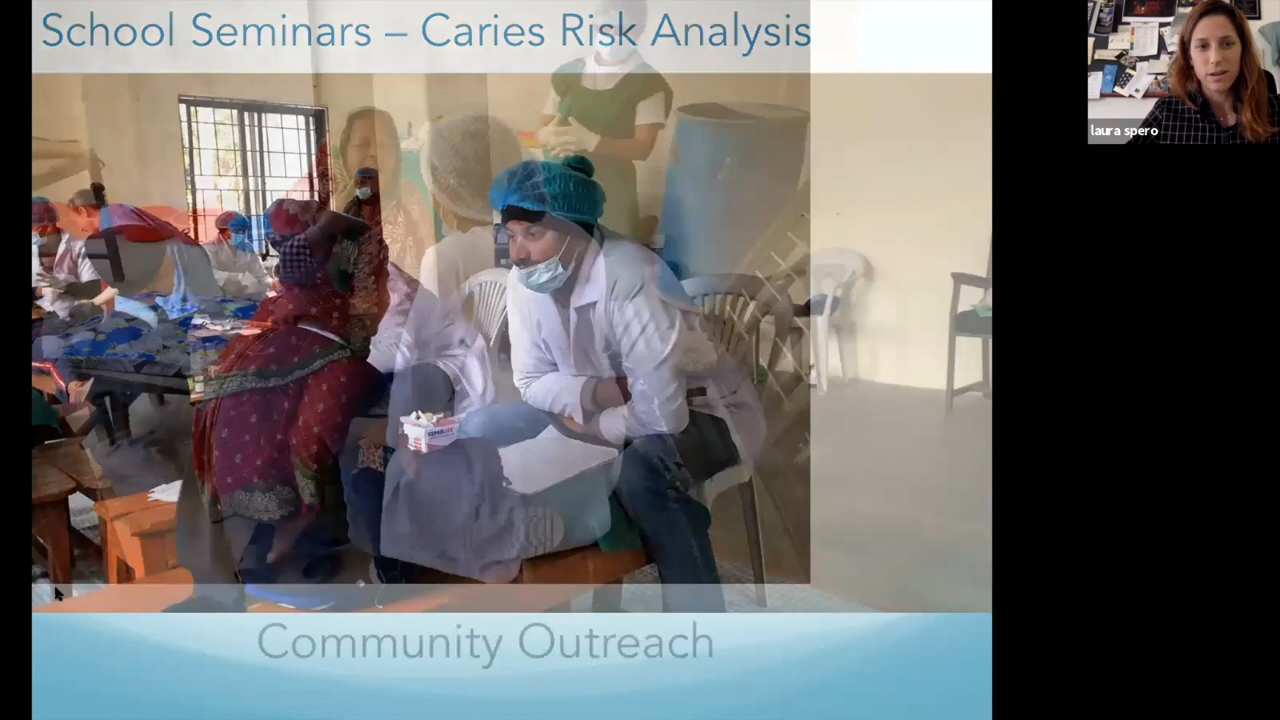 School Seminars – Caries Risk Analysis
laura spero
Community Outreach